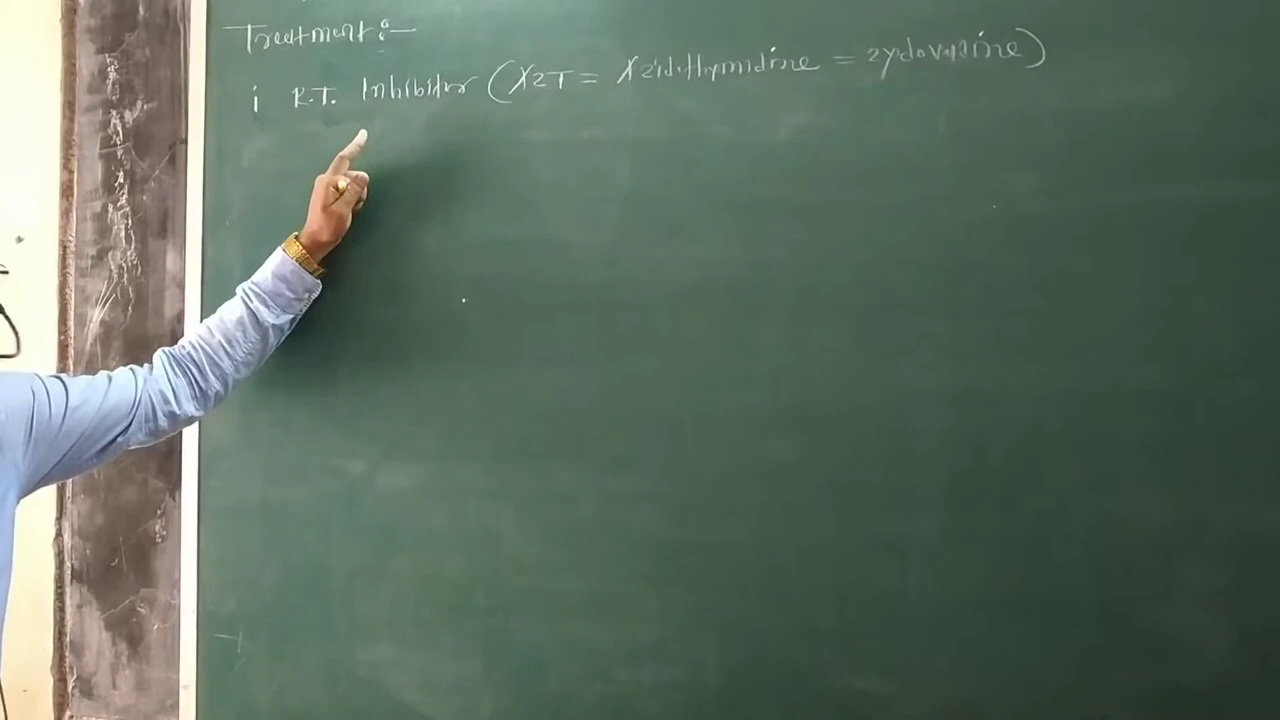 Treatment :-
i R.T. Inhibitor (AZT = Azidothymidine = Zydovudine)